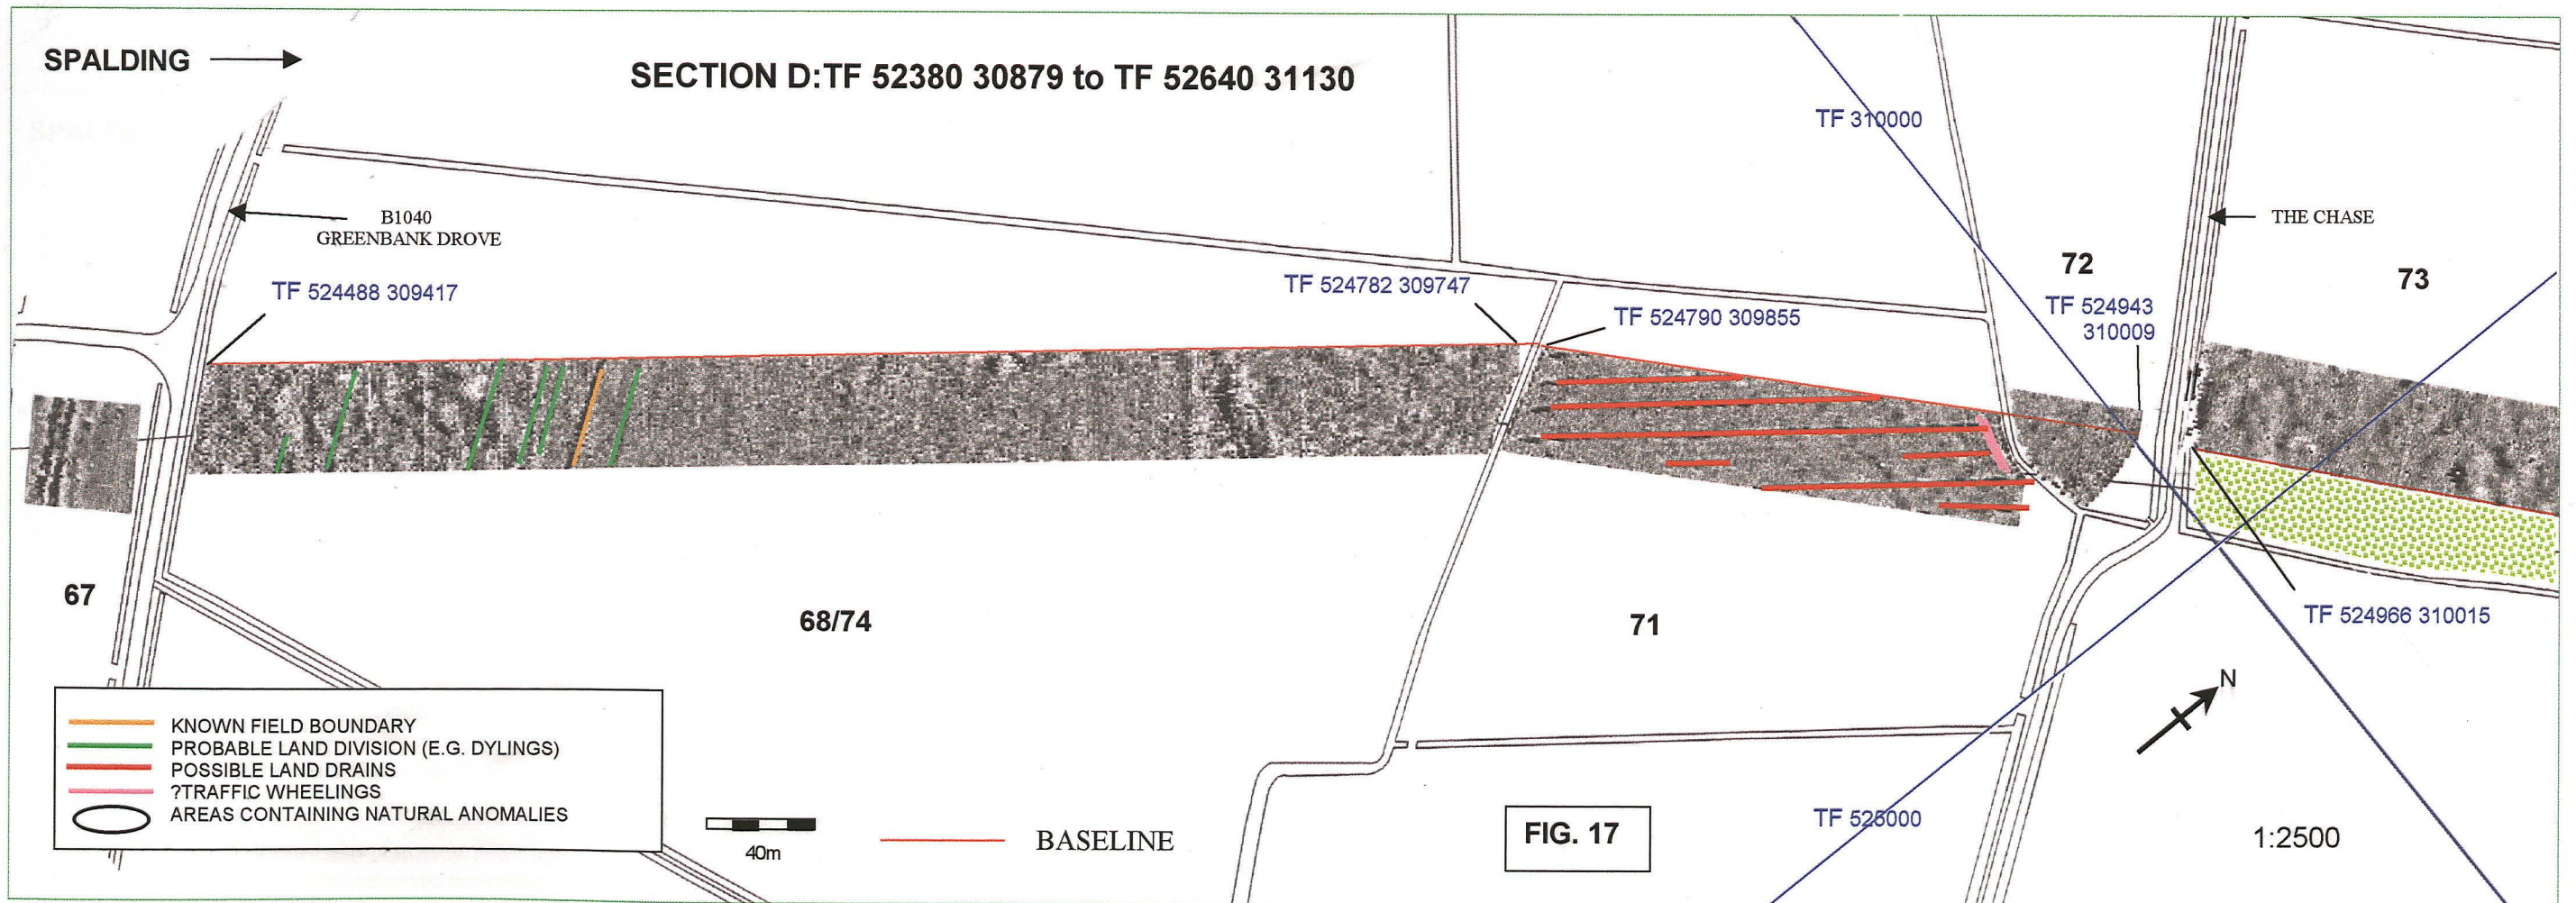 SPALDING
SECTION D:TF 52380 30879 to TF 52640 31130
TF 310000
B1040
GREENBANK DROVE
THE CHASE
72
73
TF 524488 309417
TF 524782 309747
TF 524790 309855
TF 524943
310009
67
68/74
71
TF 524966 310015
N
KNOWN FIELD BOUNDARY
PROBABLE LAND DIVISION (E.G. DYLINGS)
POSSIBLE LAND DRAINS
?TRAFFIC WHEELINGS
AREAS CONTAINING NATURAL ANOMALIES
40m
BASELINE
FIG. 17
TF 525000
1:2500